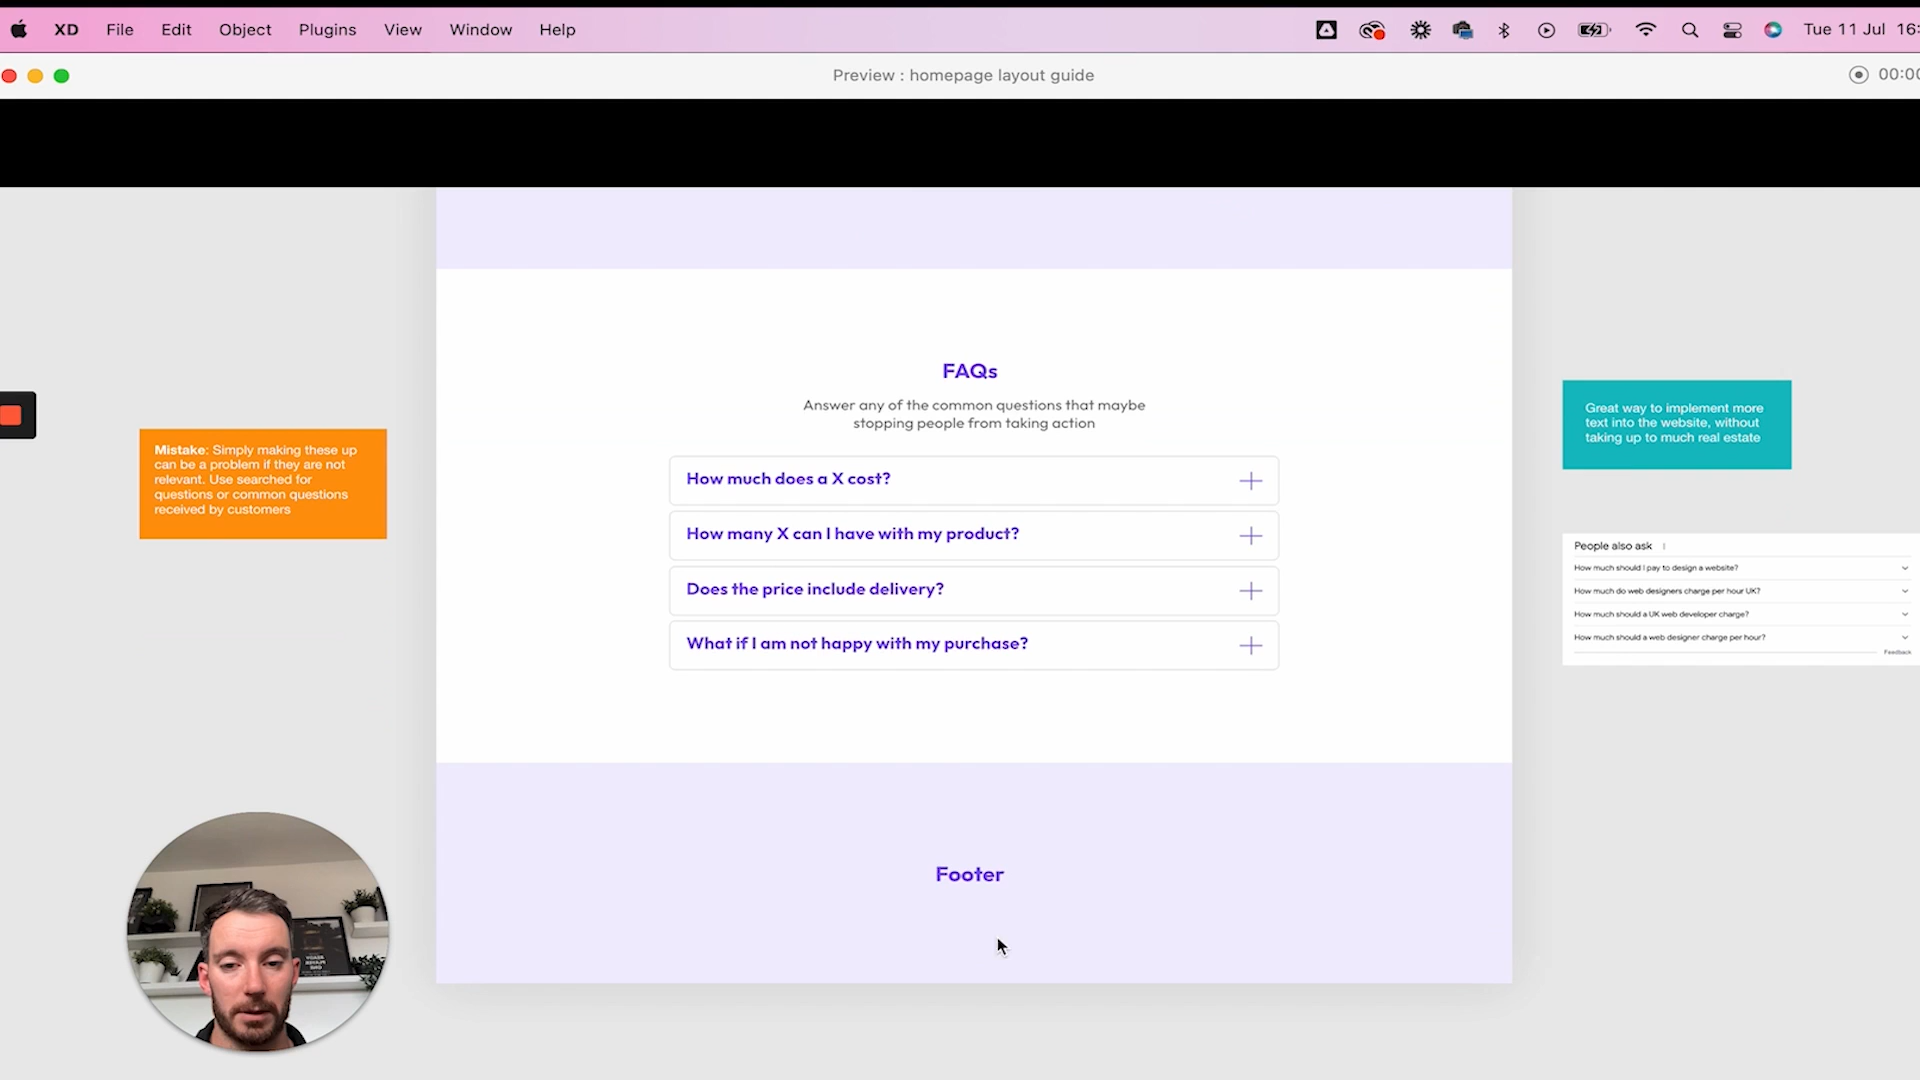 XD File Edit Object Plugins View Window Help Tue 11 Jul 16:
Preview : homepage layout guide 00:00
FAQs
Answer any of the common questions that maybe
stopping people from taking action
How much does a X cost?
How many X can I have with my product?
Does the price include delivery?
What if I am not happy with my purchase?
Footer
Mistake: Simply making these up
can be a problem if they are not
relevant. Use searched for
questions or common questions
received by customers
Great way to implement more
text into the website, without
taking up to much real estate
People also ask
How much should I pay to design a website?
How much do web designers charge per hour UK?
How much should a UK web developer charge?
How much should a web designer charge per hour?
Feedback